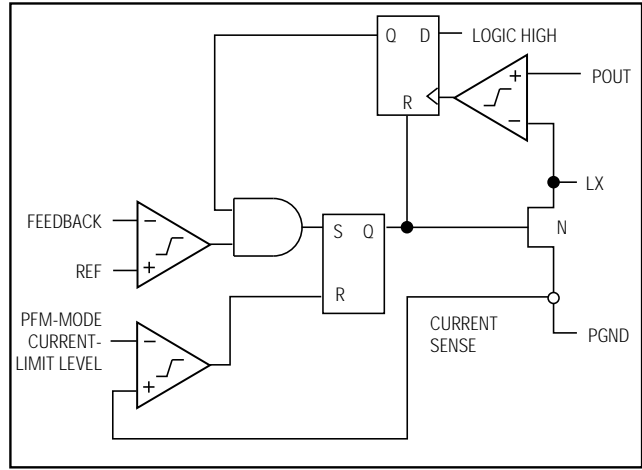 Q D LOGIC HIGH
R
+
−
POUT
LX
N
FEEDBACK
−
REF
+
S Q
R
PFM-MODE
CURRENT-
LIMIT LEVEL
−
+
CURRENT
SENSE
PGND